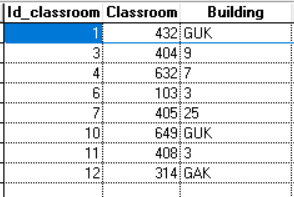 Id_classroom Classroom Building
1 432 GUK
3 404 9
4 632 7
6 103 3
7 405 25
10 649 GUK
11 408 3
12 314 GAK